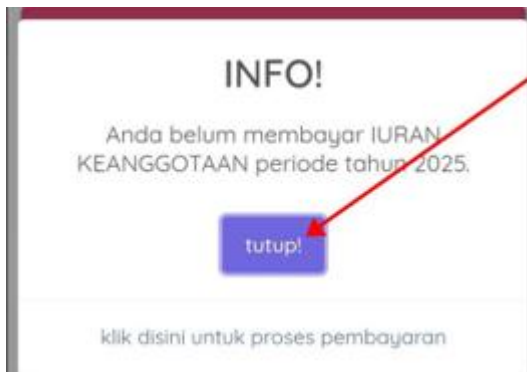 INFO!
Anda belum membayar IURAN
KEANGGOTAAN periode tahun 2025.
tutup!
klik disini untuk proses pembayaran